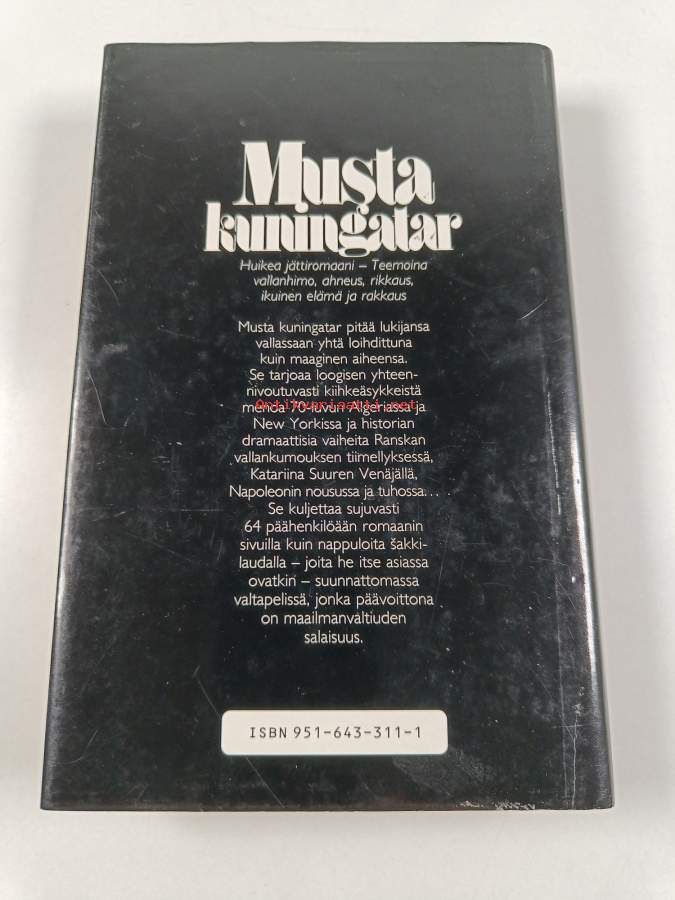 Musta
kuningatar
Huikea jättiromaani – Teemoina
vallanhimo, ahneus, rikkaus,
ikuinen elämä ja rakkaus
Musta kuningatar pitää lukijansa
vallassaan yhtä loihdittuna
kuin maaginen aiheensa.
Se tarjoaa loogisen yhteen-
nivoutuvasti kiihkeäsykkeistä
menoa 70-luvun Algeriassa ja
Antikvariaatti.net
New Yorkissa ja historian
dramaattisia vaiheita Ranskan
vallankumouksen tiimellyksessä,
Katariina Suuren Venäjällä,
Napoleonin nousussa ja tuhossa...
Se kuljettaa sujuvasti
64 päähenkilöään romaanin
sivuilla kuin nappuloita šakki-
laudalla – joita he itse asiassa
ovatkin – suunnattomassa
valtapelissä, jonka päävoittona
on maailmanvaltiuden
salaisuus.
ISBN 951-643-311-1